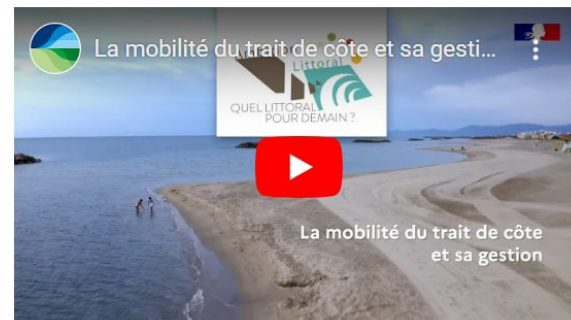 La mobilité du trait de côte et sa gesti...
Littoral
QUEL LITTORAL
POUR DEMAIN ?
La mobilité du trait de côte
et sa gestion